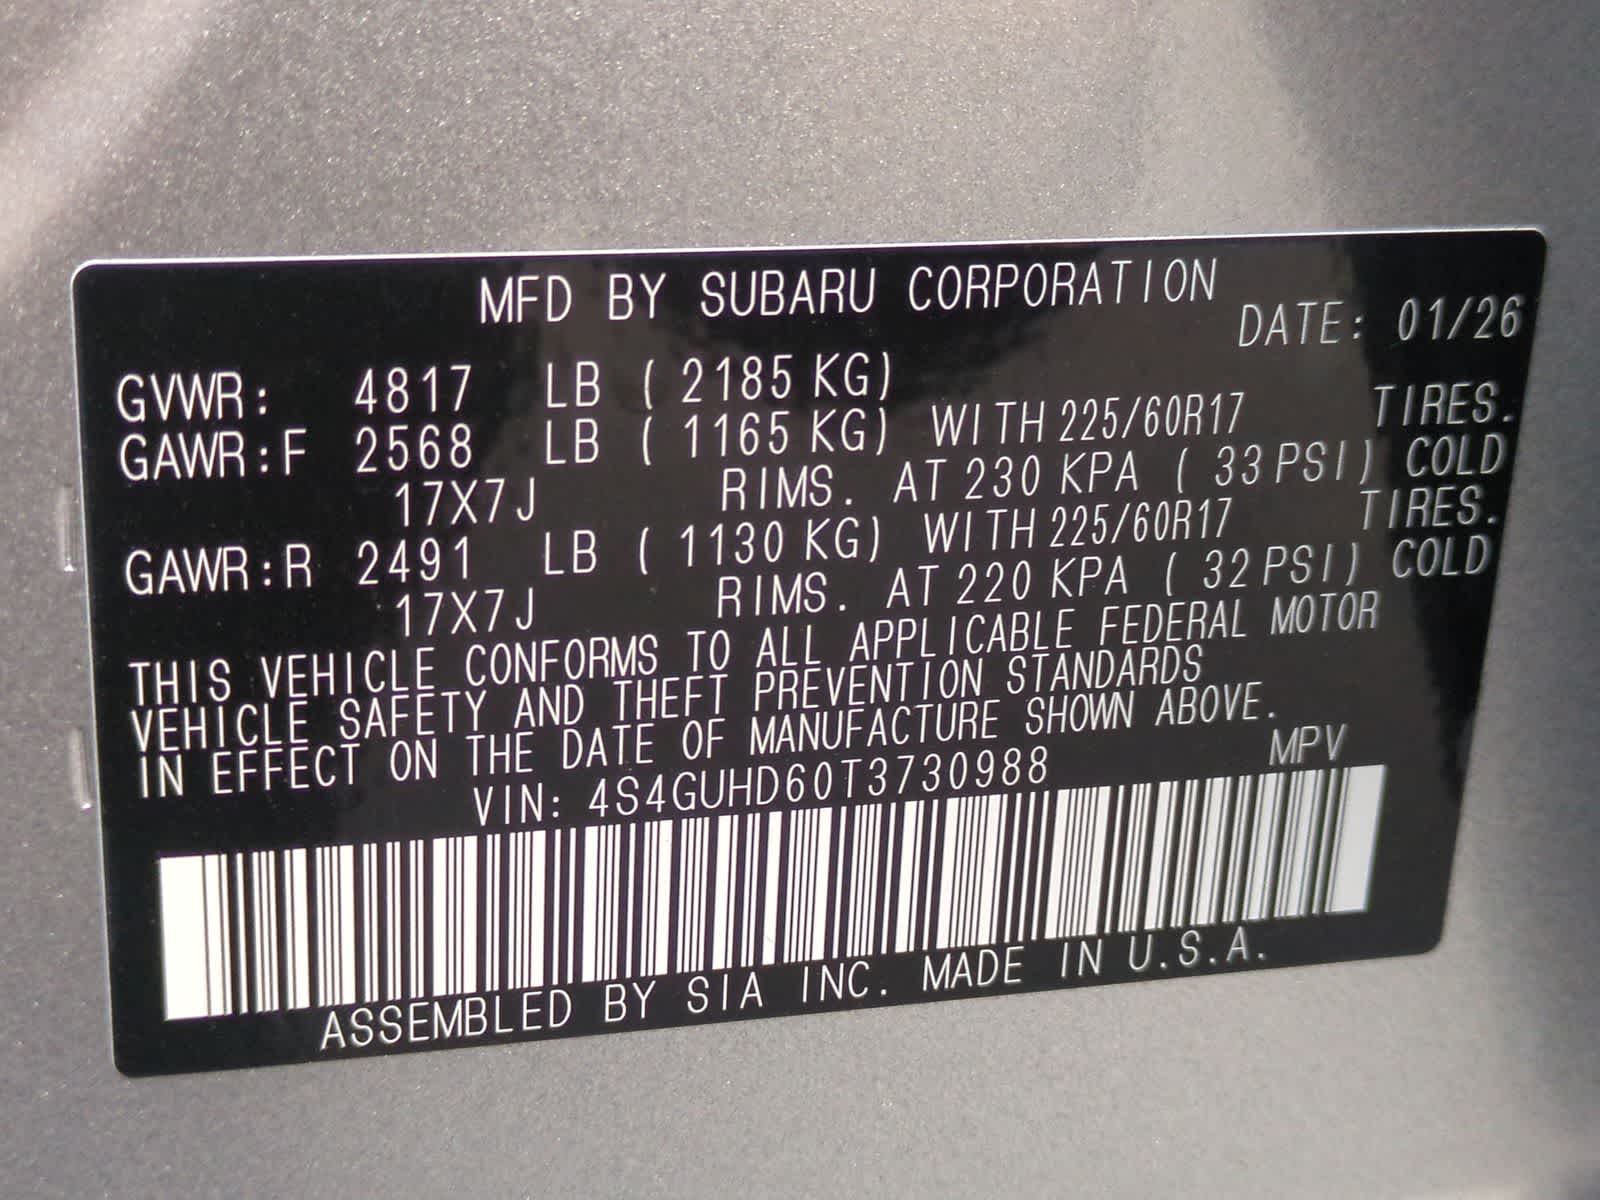 MFD BY SUBARU CORPORATION
DATE: 01/26
GVWR: 4817 LB ( 2185 KG)
GAWR:F 2568 LB ( 1165 KG) WITH 225/60R17 TIRES.
17X7J RIMS. AT 230 KPA ( 33 PSI) COLD
GAWR:R 2491 LB ( 1130 KG) WITH 225/60R17 TIRES.
17X7J RIMS. AT 220 KPA ( 32 PSI) COLD
THIS VEHICLE CONFORMS TO ALL APPLICABLE FEDERAL MOTOR
VEHICLE SAFETY AND THEFT PREVENTION STANDARDS
IN EFFECT ON THE DATE OF MANUFACTURE SHOWN ABOVE.
VIN: 4S4GUHD60T3730988 MPV
ASSEMBLED BY SIA INC. MADE IN U.S.A.